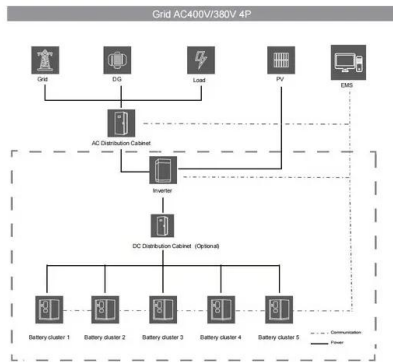 Grid AC400V/380V 4P
Grid
DG
Load
PV
EMS
AC Distribution Cabinet
Inverter
DC Distribution Cabinet (Optional)
Battery cluster 1
Battery cluster 2
Battery cluster 3
Battery cluster 4
Battery cluster 5
Communication
Power